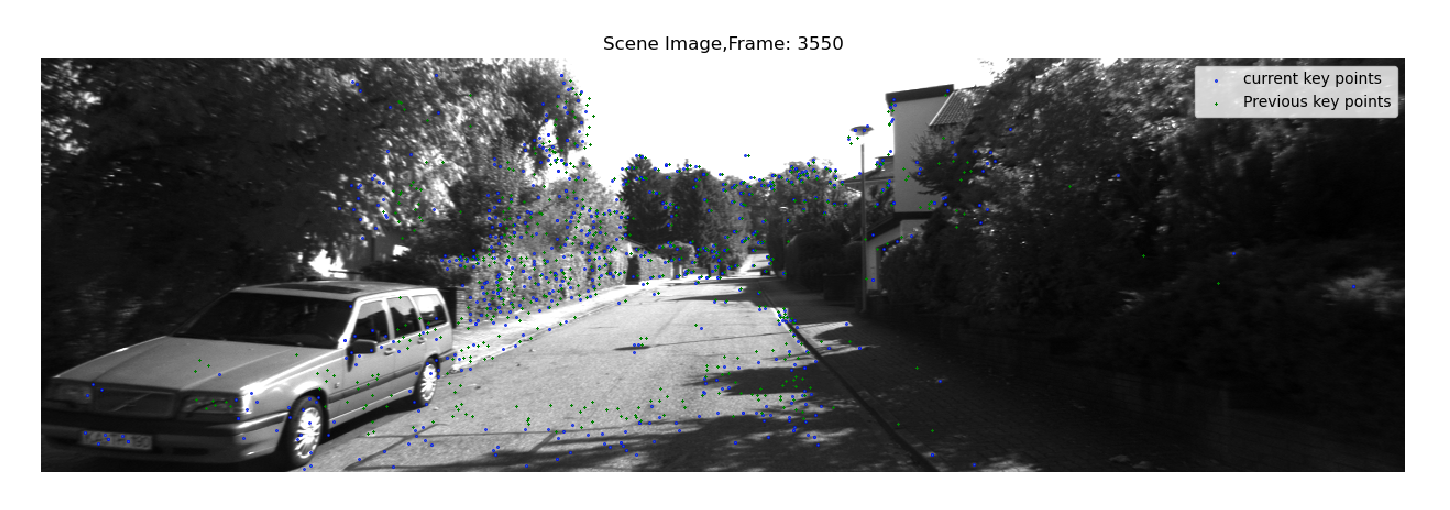 Scene Image,Frame: 3550
current key points
Previous key points